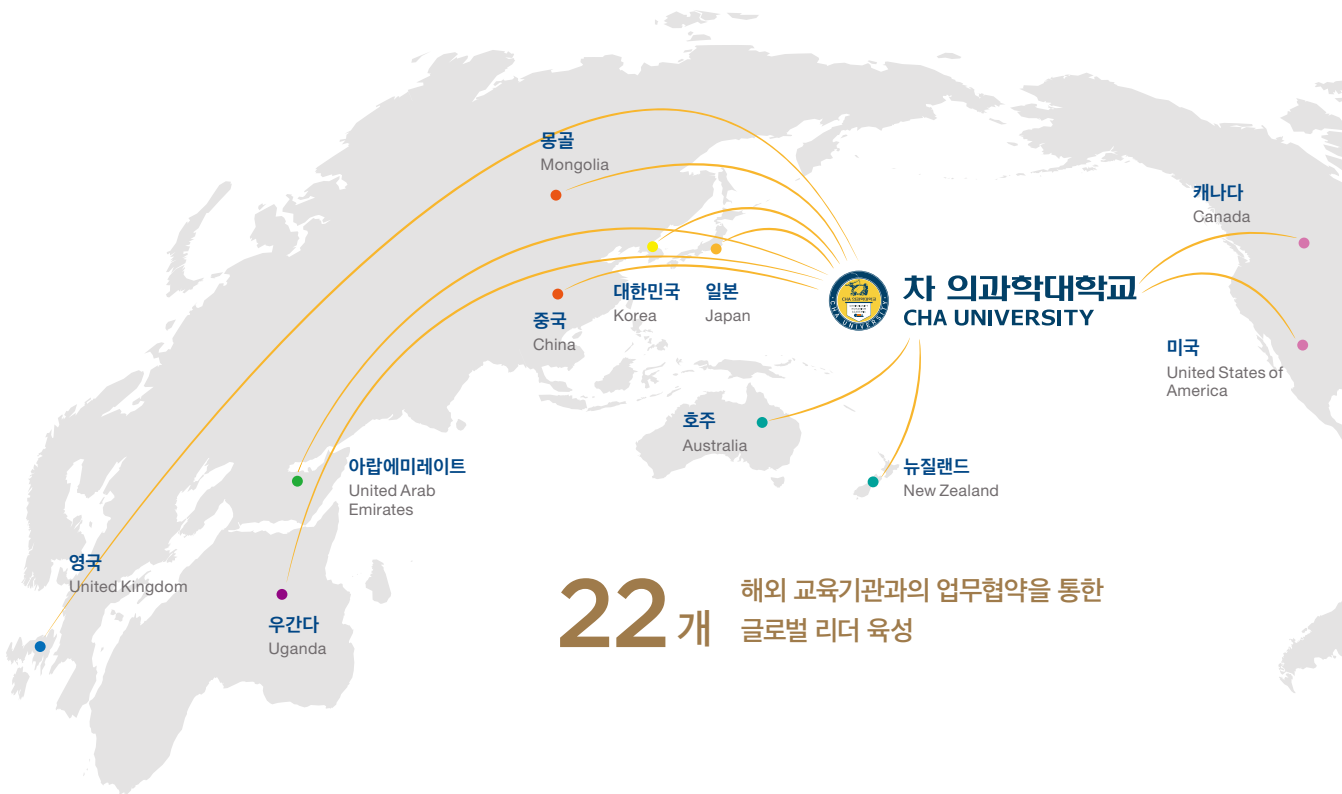 몽골
Mongolia
캐나다
Canada
대한민국
Korea
일본
Japan
차 의과학대학교
CHA UNIVERSITY
중국
China
미국
United States of
America
호주
Australia
아랍에미레이트
United Arab
Emirates
뉴질랜드
New Zealand
영국
United Kingdom
우간다
Uganda
22개
해외 교육기관과의 업무협약을 통한
글로벌 리더 육성
CHA UNIVERSITY